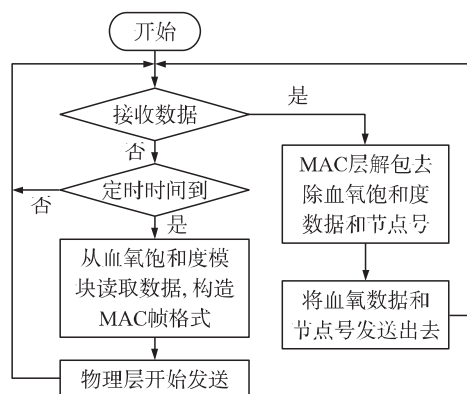 开始
接收数据
是
否
定时时间到
否
是
MAC层解包去
除血氧饱和度
数据和节点号
从血氧饱和度模
块读取数据,构造
MAC帧格式
将血氧数据和
节点号发送出去
物理层开始发送